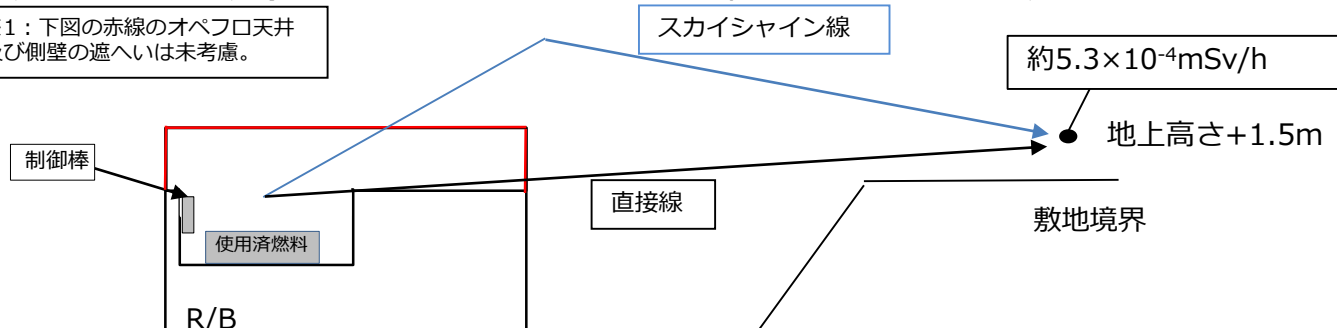 1：下図の赤線のオペフロ天井
び側壁の遮へいは未考慮。
スカイシャイン線
約5.3×10-4mSv/h
地上高さ+1.5m
制御棒
直接線
敷地境界
使用済燃料
R/B